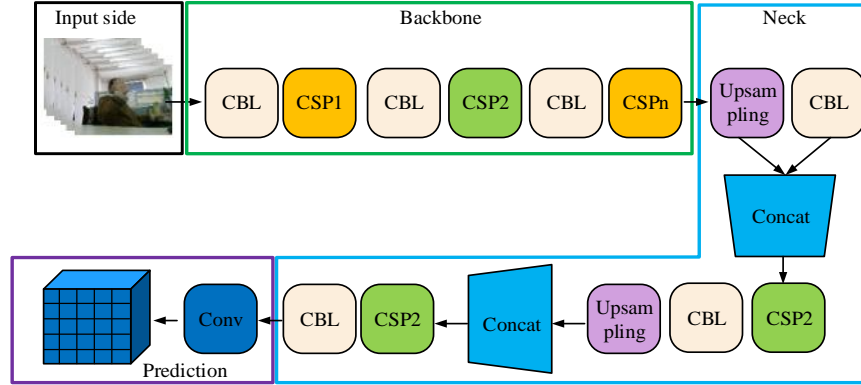 Input side
Backbone
Neck
CBL
CSP1
CBL
CSP2
CBL
CSPn
Upsam
pling
CBL
Concat
CSP2
CBL
Upsam
pling
Concat
CSP2
CBL
Conv
Prediction